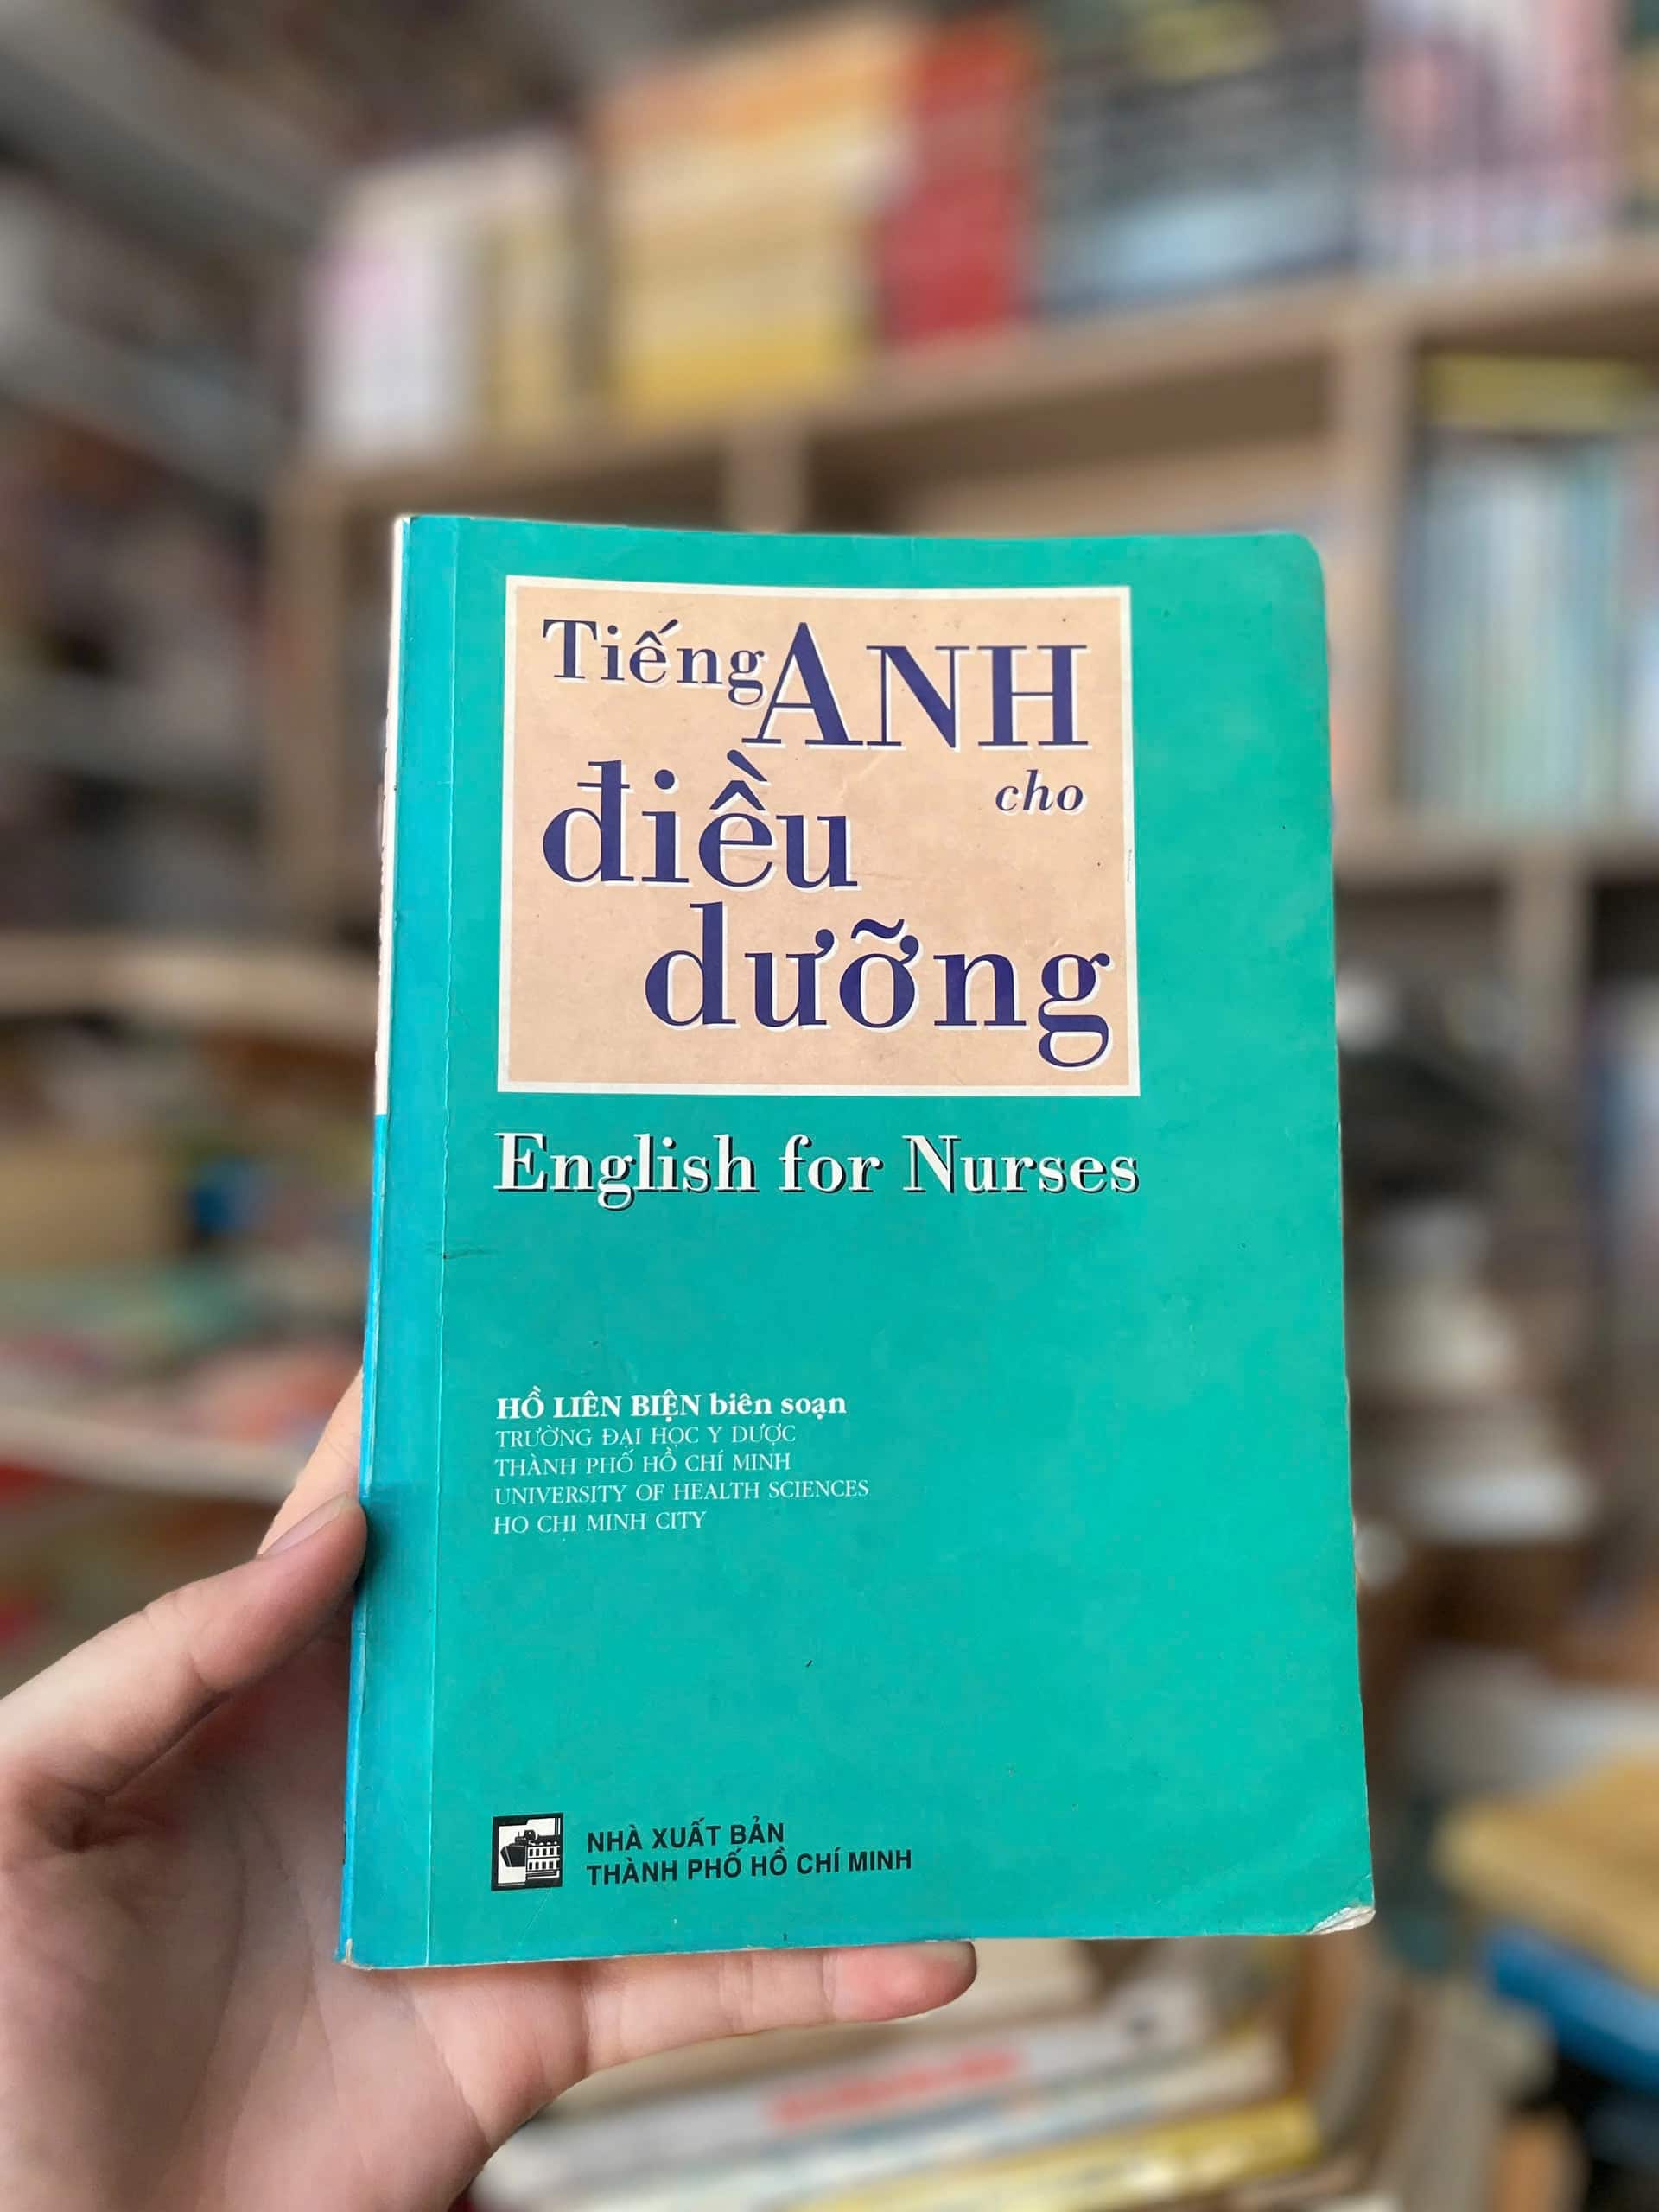 Tiếng ANH
cho
điều
dưỡng
English for Nurses
HỒ LIÊN BIỆN biên soạn
TRƯỜNG ĐẠI HỌC Y DƯỢC
THÀNH PHỐ HỒ CHÍ MINH
UNIVERSITY OF HEALTH SCIENCES
HO CHI MINH CITY
NHÀ XUẤT BẢN
THÀNH PHỐ HỒ CHÍ MINH